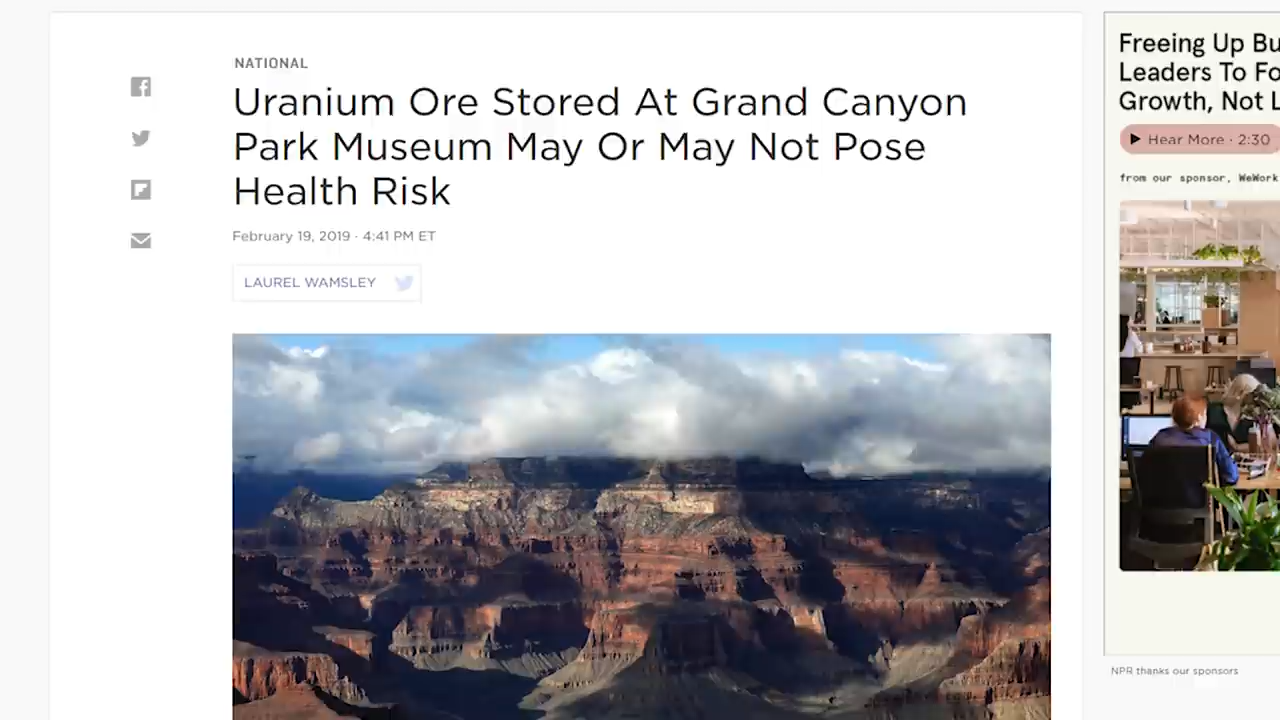 NATIONAL
Uranium Ore Stored At Grand Canyon
Park Museum May Or May Not Pose
Health Risk
February 19, 2019 · 4:41 PM ET
LAUREL WAMSLEY
Freeing Up
Leaders To
Growth, Not
Hear More · 2:30
from our sponsor, WeWork
NPR thanks our sponsors